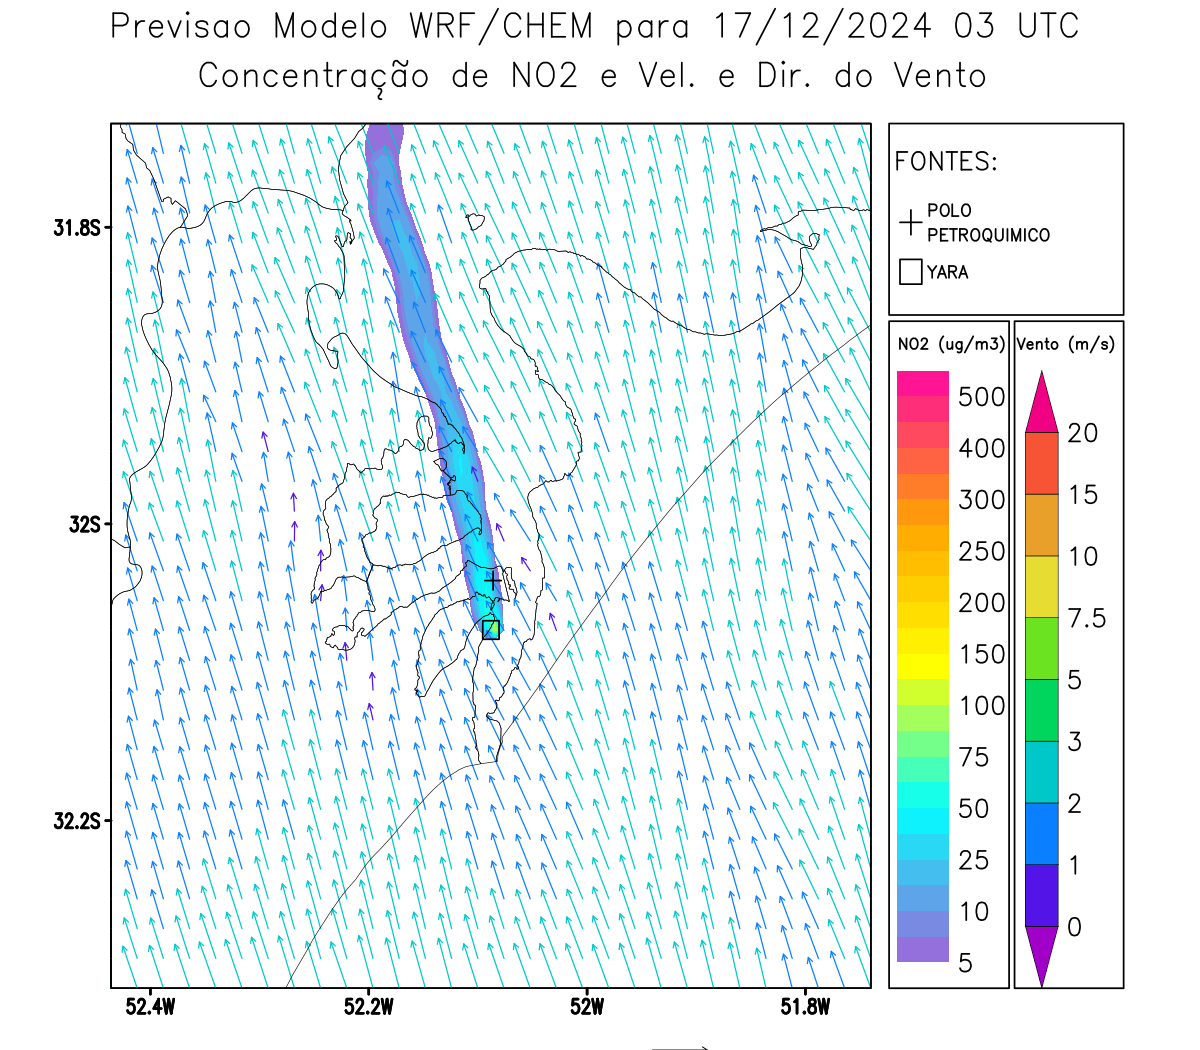 Previsao Modelo WRF/CHEM para 17/12/2024 03 UTC
Concentração de NO2 e Vel. e Dir. do Vento
FONTES:
POLO
PETROQUIMICO
YARA
NO2 (ug/m3)
500
400
300
250
200
150
100
75
50
25
10
5
Vento (m/s)
20
15
10
7.5
5
3
2
1
0
31.8S
32S
32.2S
52.4W
52.2W
52W
51.8W